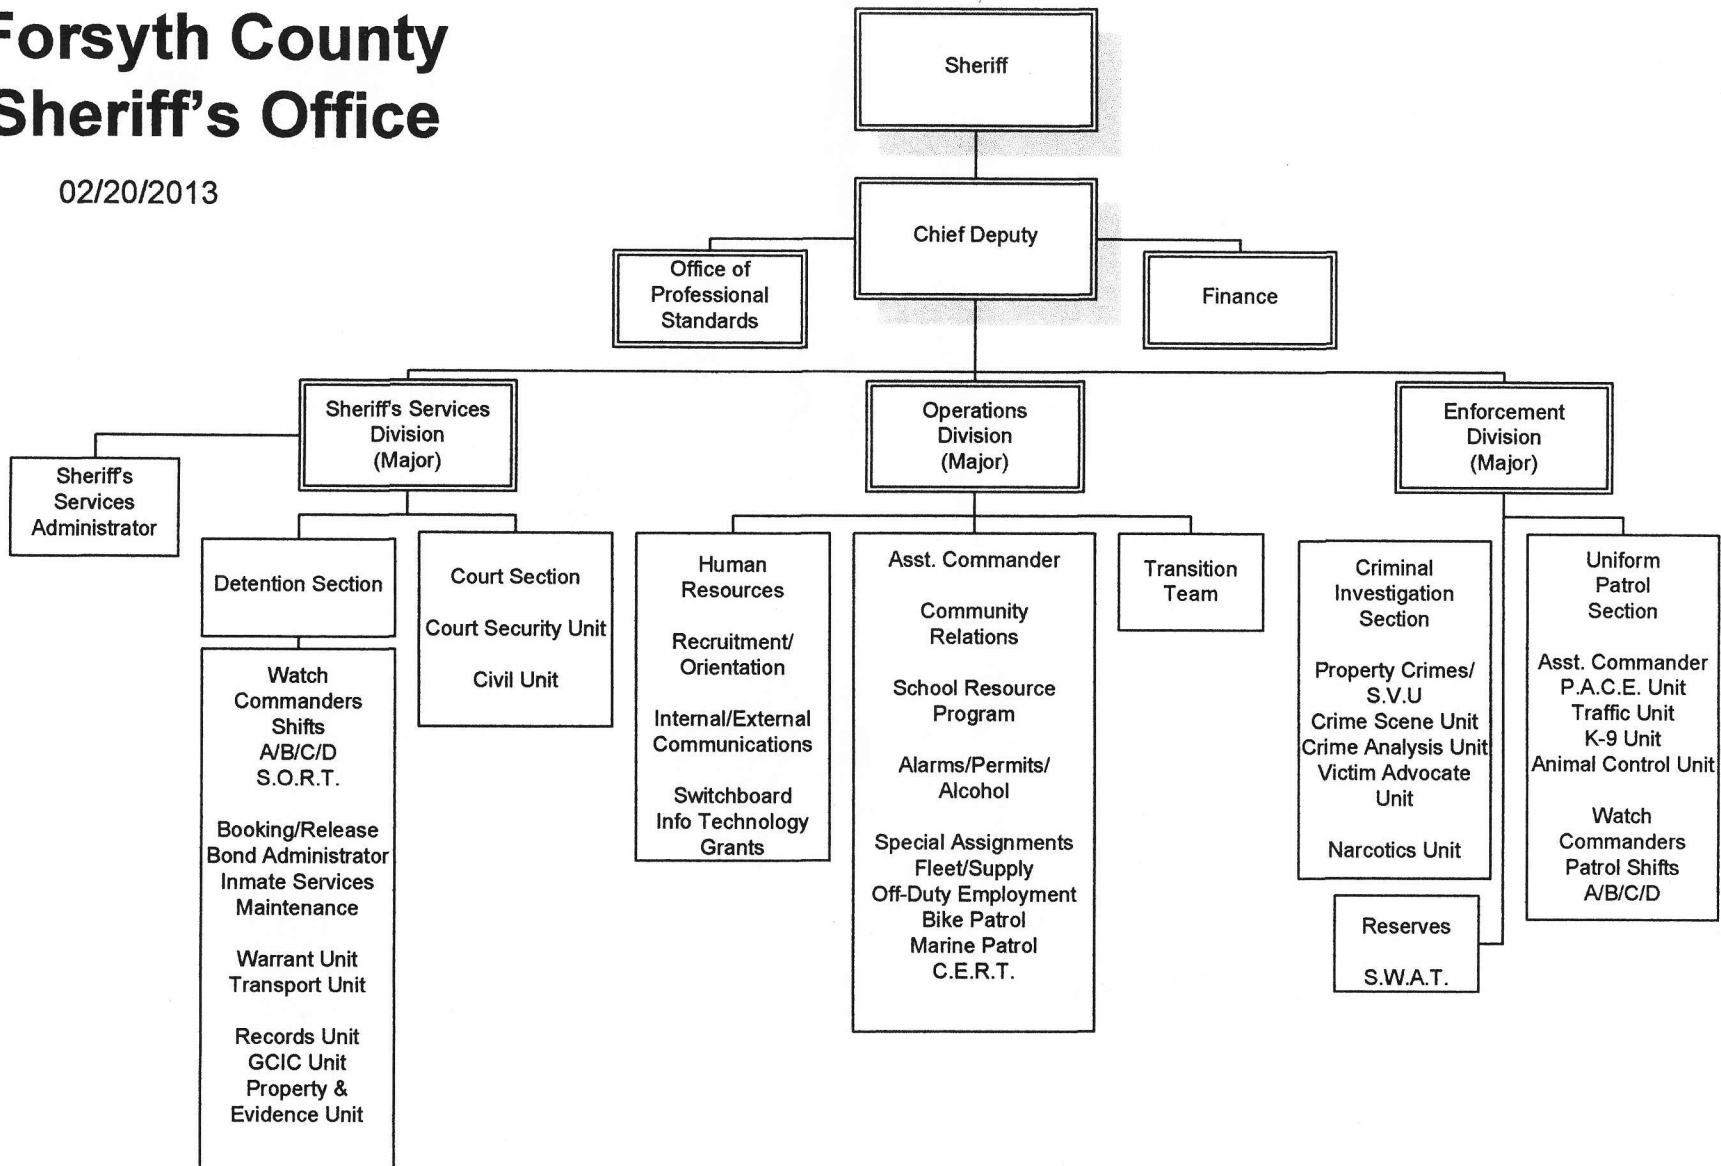 Forsyth County
Sheriff's Office
02/20/2013
Sheriff
Chief Deputy
Office of
Professional
Standards
Finance
Sheriff's Services
Division
(Major)
Operations
Division
(Major)
Enforcement
Division
(Major)
Sheriff's
Services
Administrator
Detention Section
Court Section
Court Security Unit
Civil Unit
Watch
Commanders
Shifts
A/B/C/D
S.O.R.T.
Booking/Release
Bond Administrator
Inmate Services
Maintenance
Warrant Unit
Transport Unit
Records Unit
GCIC Unit
Property &
Evidence Unit
Human
Resources
Recruitment/
Orientation
Internal/External
Communications
Switchboard
Info Technology
Grants
Asst. Commander
Community
Relations
School Resource
Program
Alarms/Permits/
Alcohol
Special Assignments
Fleet/Supply
Off-Duty Employment
Bike Patrol
Marine Patrol
C.E.R.T.
Transition
Team
Criminal
Investigation
Section
Property Crimes/
S.V.U
Crime Scene Unit
Crime Analysis Unit
Victim Advocate
Unit
Narcotics Unit
Reserves
S.W.A.T.
Uniform
Patrol
Section
Asst. Commander
P.A.C.E. Unit
Traffic Unit
K-9 Unit
Animal Control Unit
Watch
Commanders
Patrol Shifts
A/B/C/D